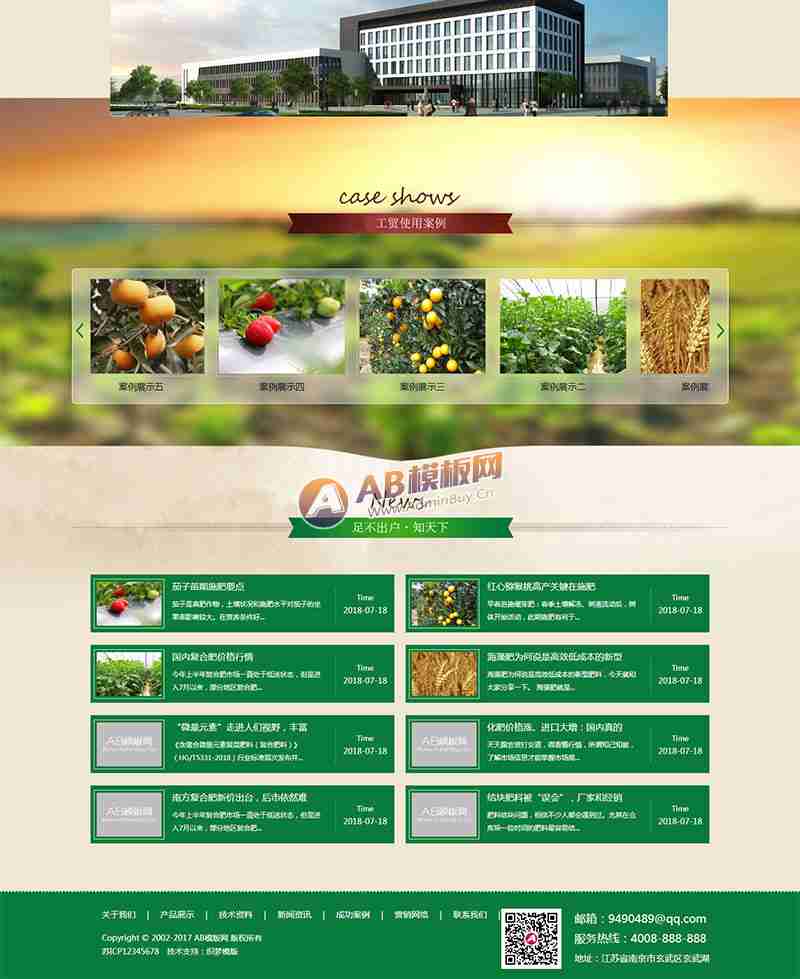 case shows
工贸使用案例
案例展示五
案例展示四
案例展示三
案例展示二
案例展
AB模板网
www.AdminBuy.Cn
News
足不出户·知天下
茄子苗期施肥要点
茄子是喜肥作物，土壤状况和施肥水平对茄子的坐
果率影响较大。在营养条件好...
Time
2018-07-18
红心猕猴桃高产关键在施肥
早春追施催芽肥：春季土壤解冻、树液流动后，树
体开始活动，此期施肥有利于...
Time
2018-07-18
国内复合肥价格行情
今年上半年复合肥市场一直处于低迷状态，但是进
入7月以来，部分地区复合肥...
Time
2018-07-18
海藻肥为何说是高效低成本的新型
海藻肥为何说是高效低成本的新型肥料，今天就和
大家分享一下。 海藻肥就是...
Time
2018-07-18
AB模板网
“微量元素”走进人们视野，丰富
《含螯合微量元素复混肥料（复合肥料）》
（HG/T5331-2018）行业标准首次发布并...
Time
2018-07-18
AB模板网
化肥价格涨、进口大增：国内真的
天天跟农资打交道，得看懂行情，所谓知己知彼，
了解市场信息才能掌握市场规...
Time
2018-07-18
AB模板网
南方复合肥新价出台，后市依然难
今年上半年复合肥市场一直处于低迷状态，但是进
入7月以来，部分地区复合肥...
Time
2018-07-18
AB模板网
结块肥料被“误会”，厂家和经销
肥料结块问题，相信不少人都会遇到过。尤其在仓
库放一些时间的肥料最容易结...
Time
2018-07-18
关于我们 | 产品展示 | 技术资料 | 新闻资讯 | 成功案例 | 营销网络 | 联系我们 |
Copyright © 2002-2017 AB模板网 版权所有
苏ICP12345678 技术支持：织梦模版
邮箱：9490489@qq.com
服务热线：4008-888-888
地址：江苏省南京市玄武区玄武湖